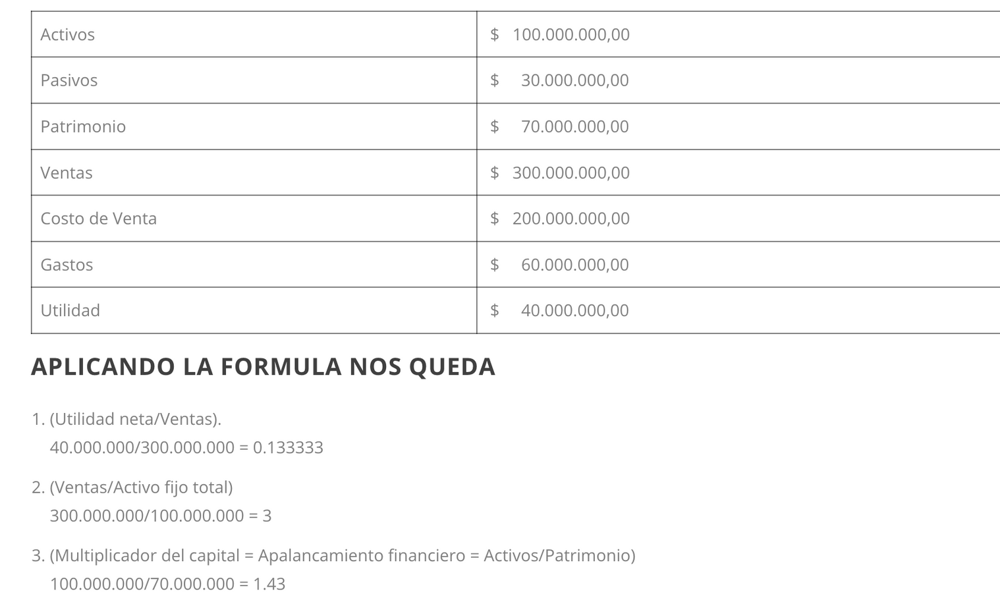 Activos $ 100.000.000,00
Pasivos $ 30.000.000,00
Patrimonio $ 70.000.000,00
Ventas $ 300.000.000,00
Costo de Venta $ 200.000.000,00
Gastos $ 60.000.000,00
Utilidad $ 40.000.000,00
APLICANDO LA FORMULA NOS QUEDA
1. (Utilidad neta/Ventas).
40.000.000/300.000.000 = 0.133333
2. (Ventas/Activo fijo total)
300.000.000/100.000.000 = 3
3. (Multiplicador del capital = Apalancamiento financiero = Activos/Patrimonio)
100.000.000/70.000.000 = 1.43